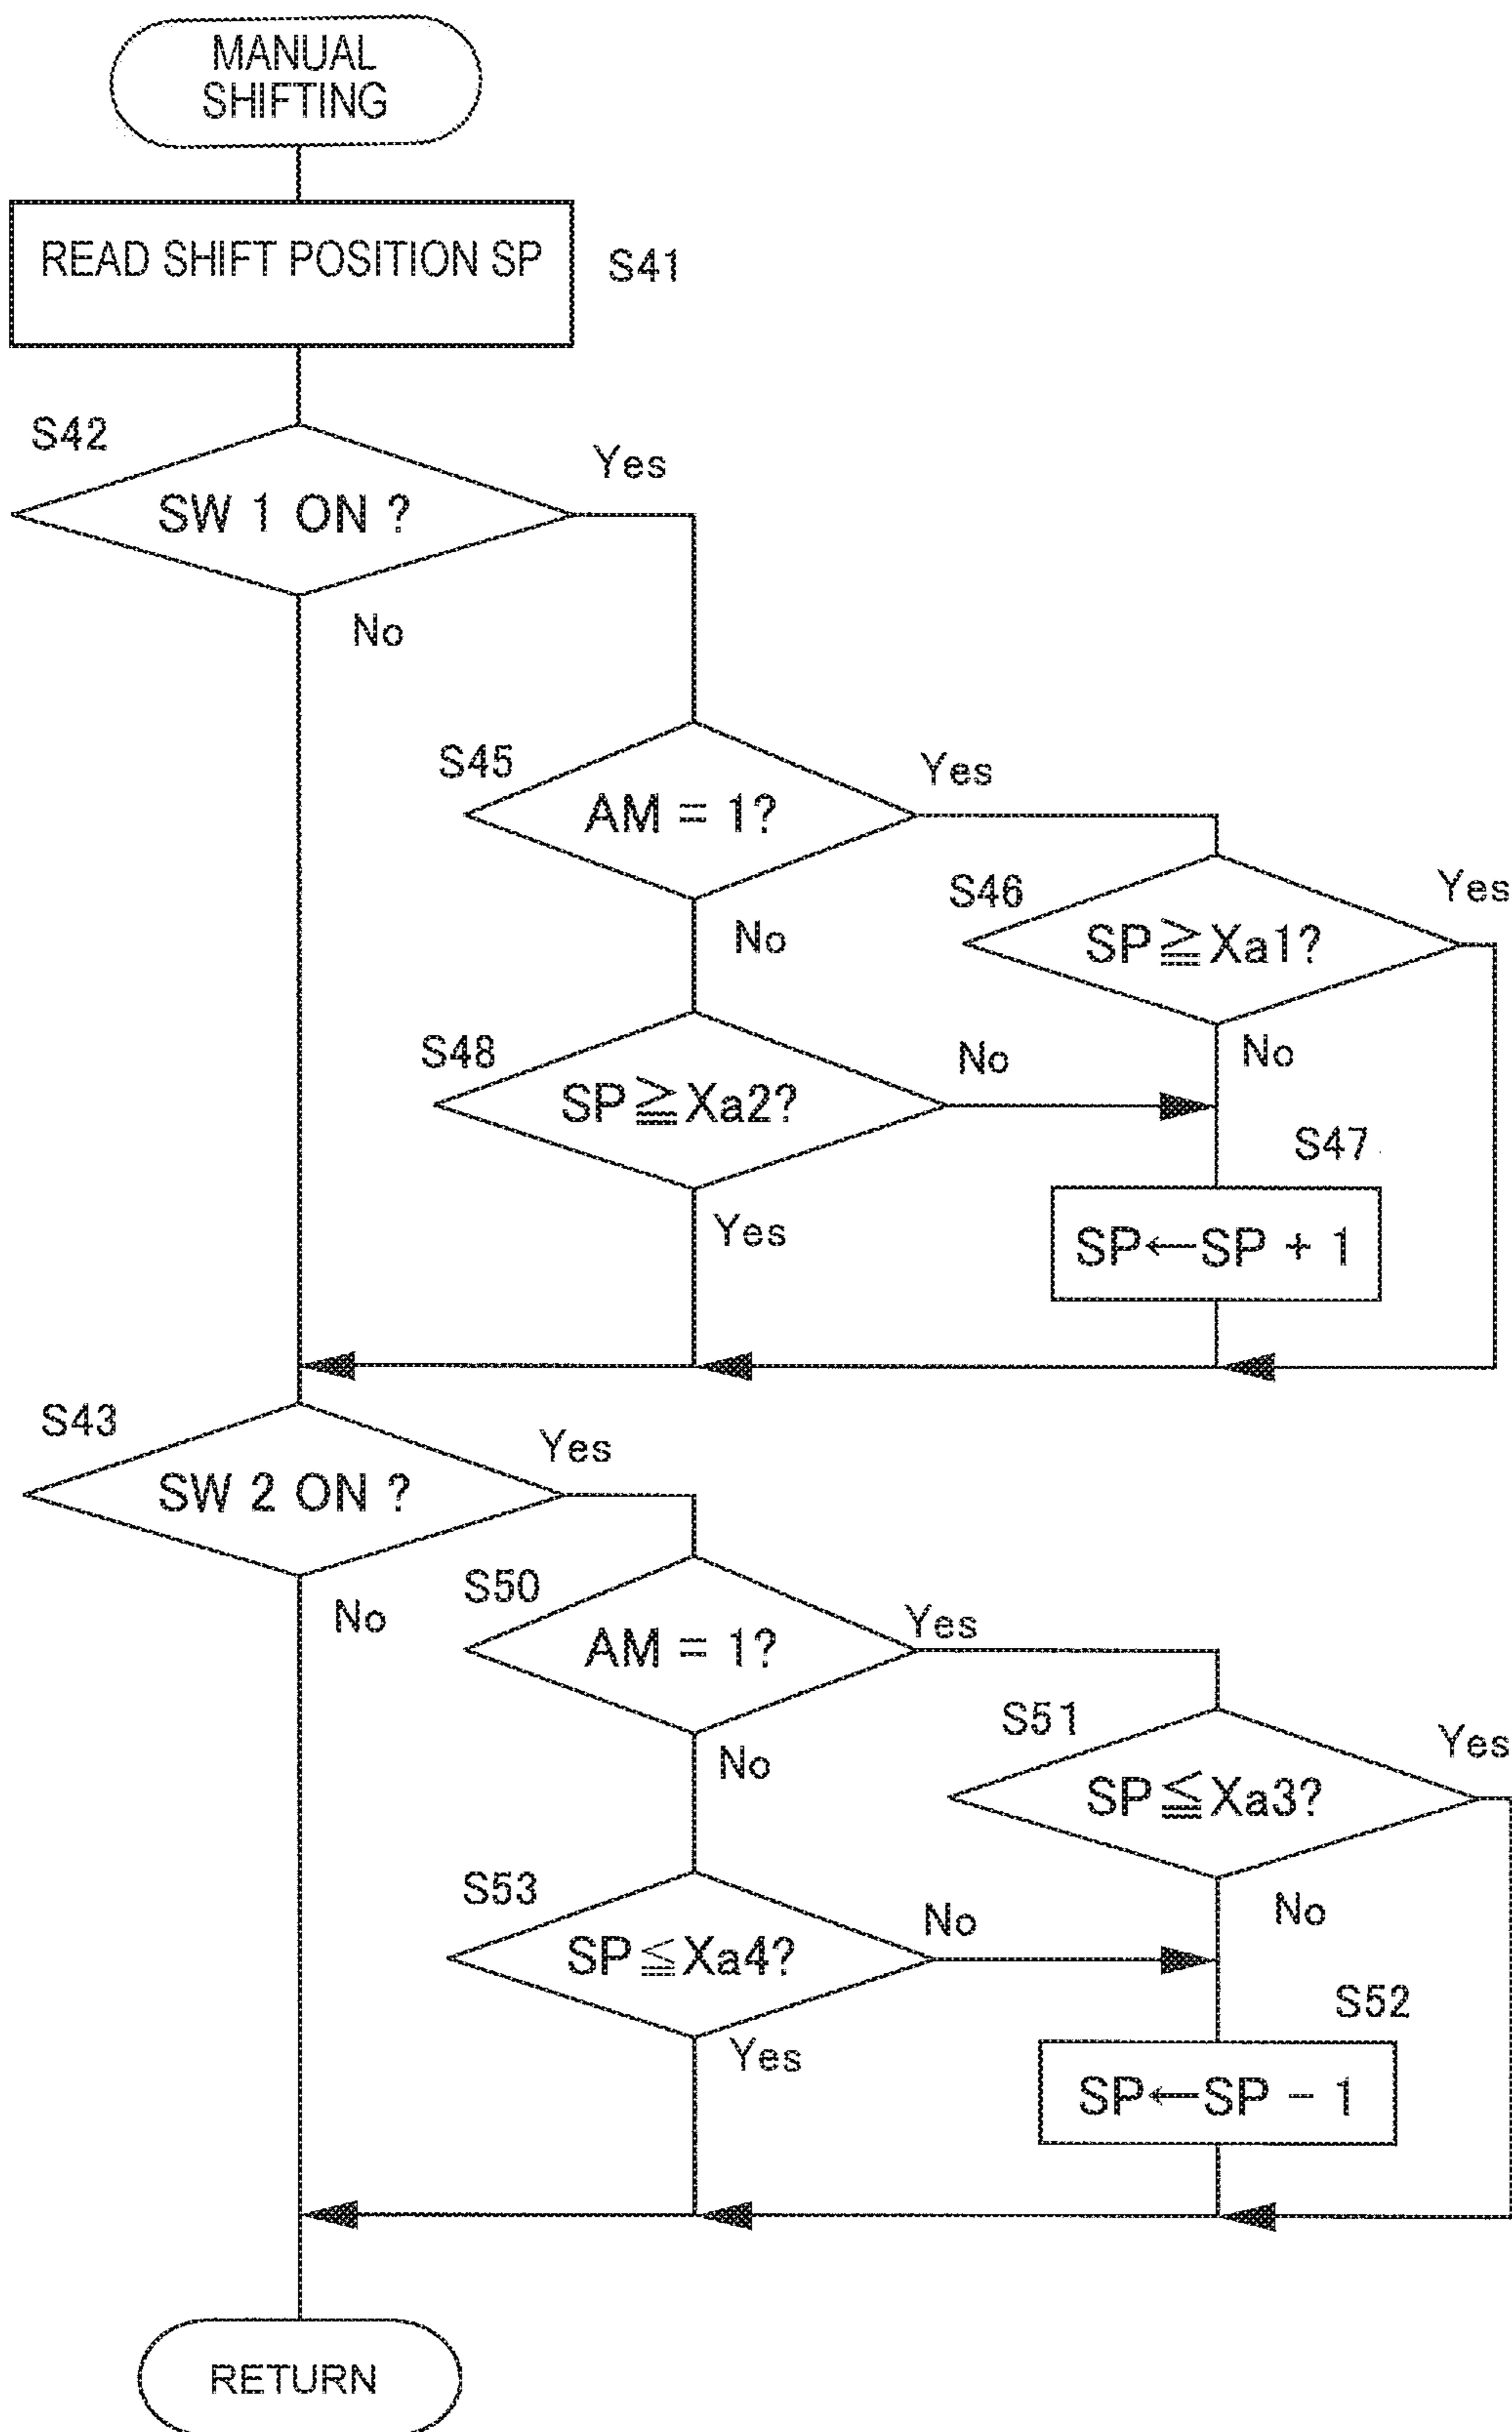 MANUAL
SHIFTING
READ SHIFT POSITION SP
S41
S42
SW 1 ON ?
Yes
No
S45
AM = 1?
Yes
No
S46
SP≧Xa1?
Yes
No
S48
SP≧Xa2?
No
Yes
S47
SP←SP + 1
S43
SW 2 ON ?
Yes
No
S50
AM = 1?
Yes
No
S51
SP≦Xa3?
Yes
No
S53
SP≦Xa4?
No
Yes
S52
SP←SP − 1
RETURN